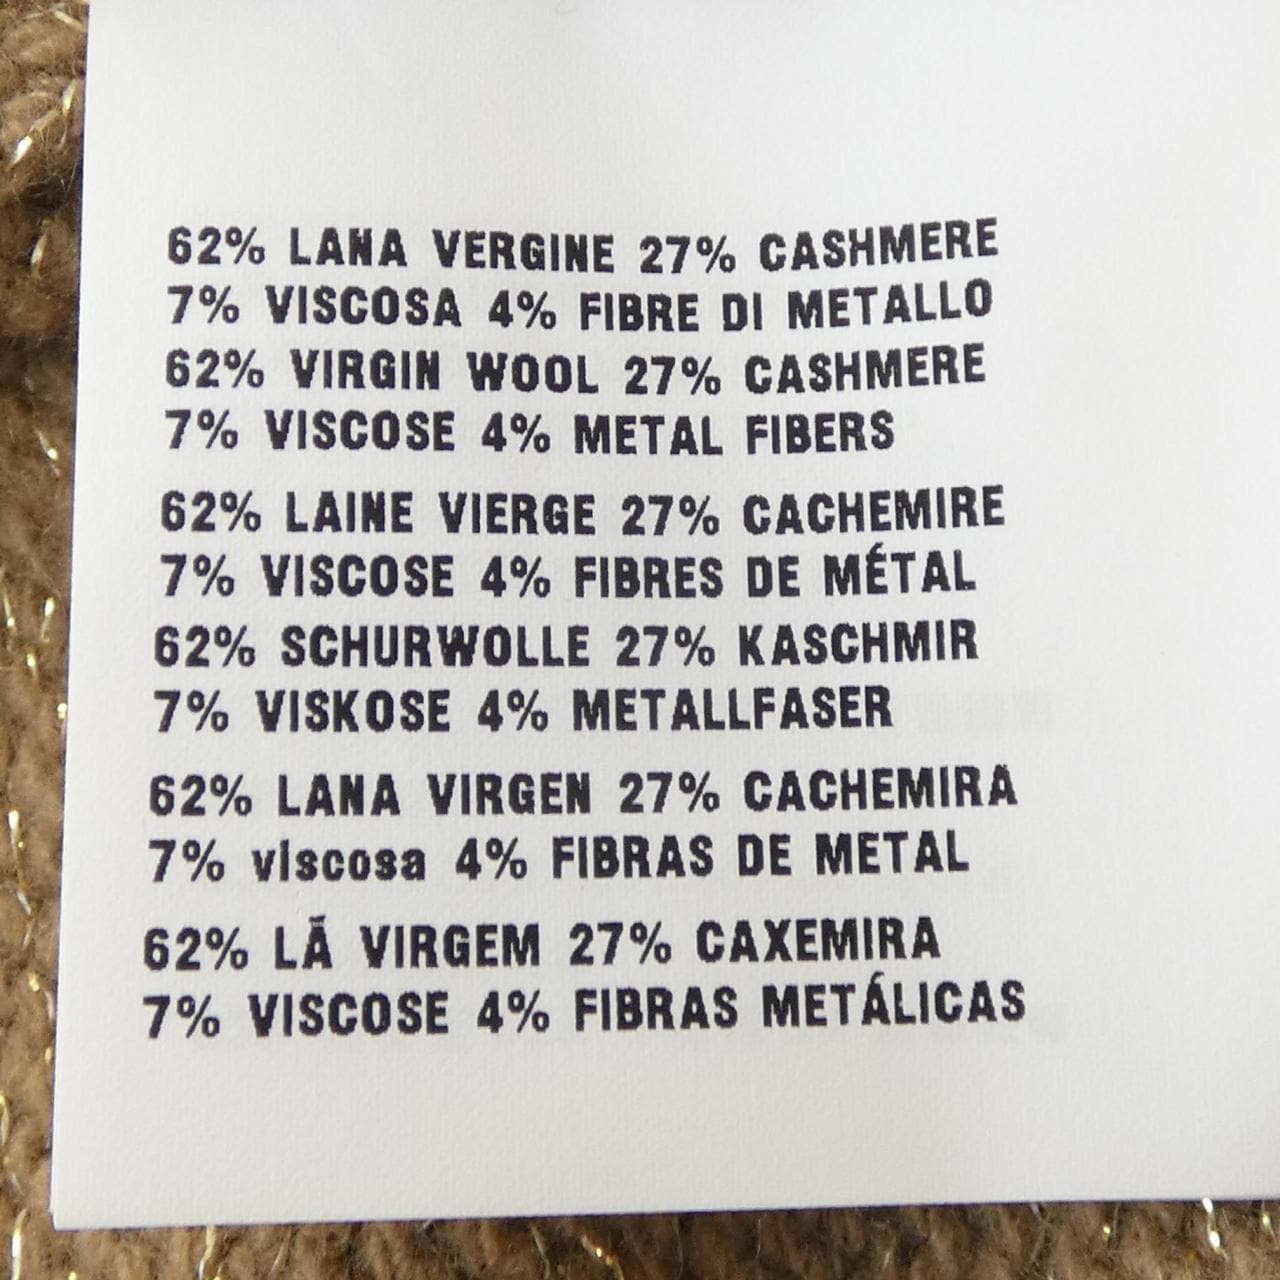 62% LANA VERGINE 27% CASHMERE
7% VISCOSA 4% FIBRE DI METALLO
62% VIRGIN WOOL 27% CASHMERE
7% VISCOSE 4% METAL FIBERS
62% LAINE VIERGE 27% CACHEMIRE
7% VISCOSE 4% FIBRES DE MÉTAL
62% SCHURWOLLE 27% KASCHMIR
7% VISKOSE 4% METALLFASER
62% LANA VIRGEN 27% CACHEMIRA
7% viscosa 4% FIBRAS DE METAL
62% LÃ VIRGEM 27% CAXEMIRA
7% VISCOSE 4% FIBRAS METÁLICAS